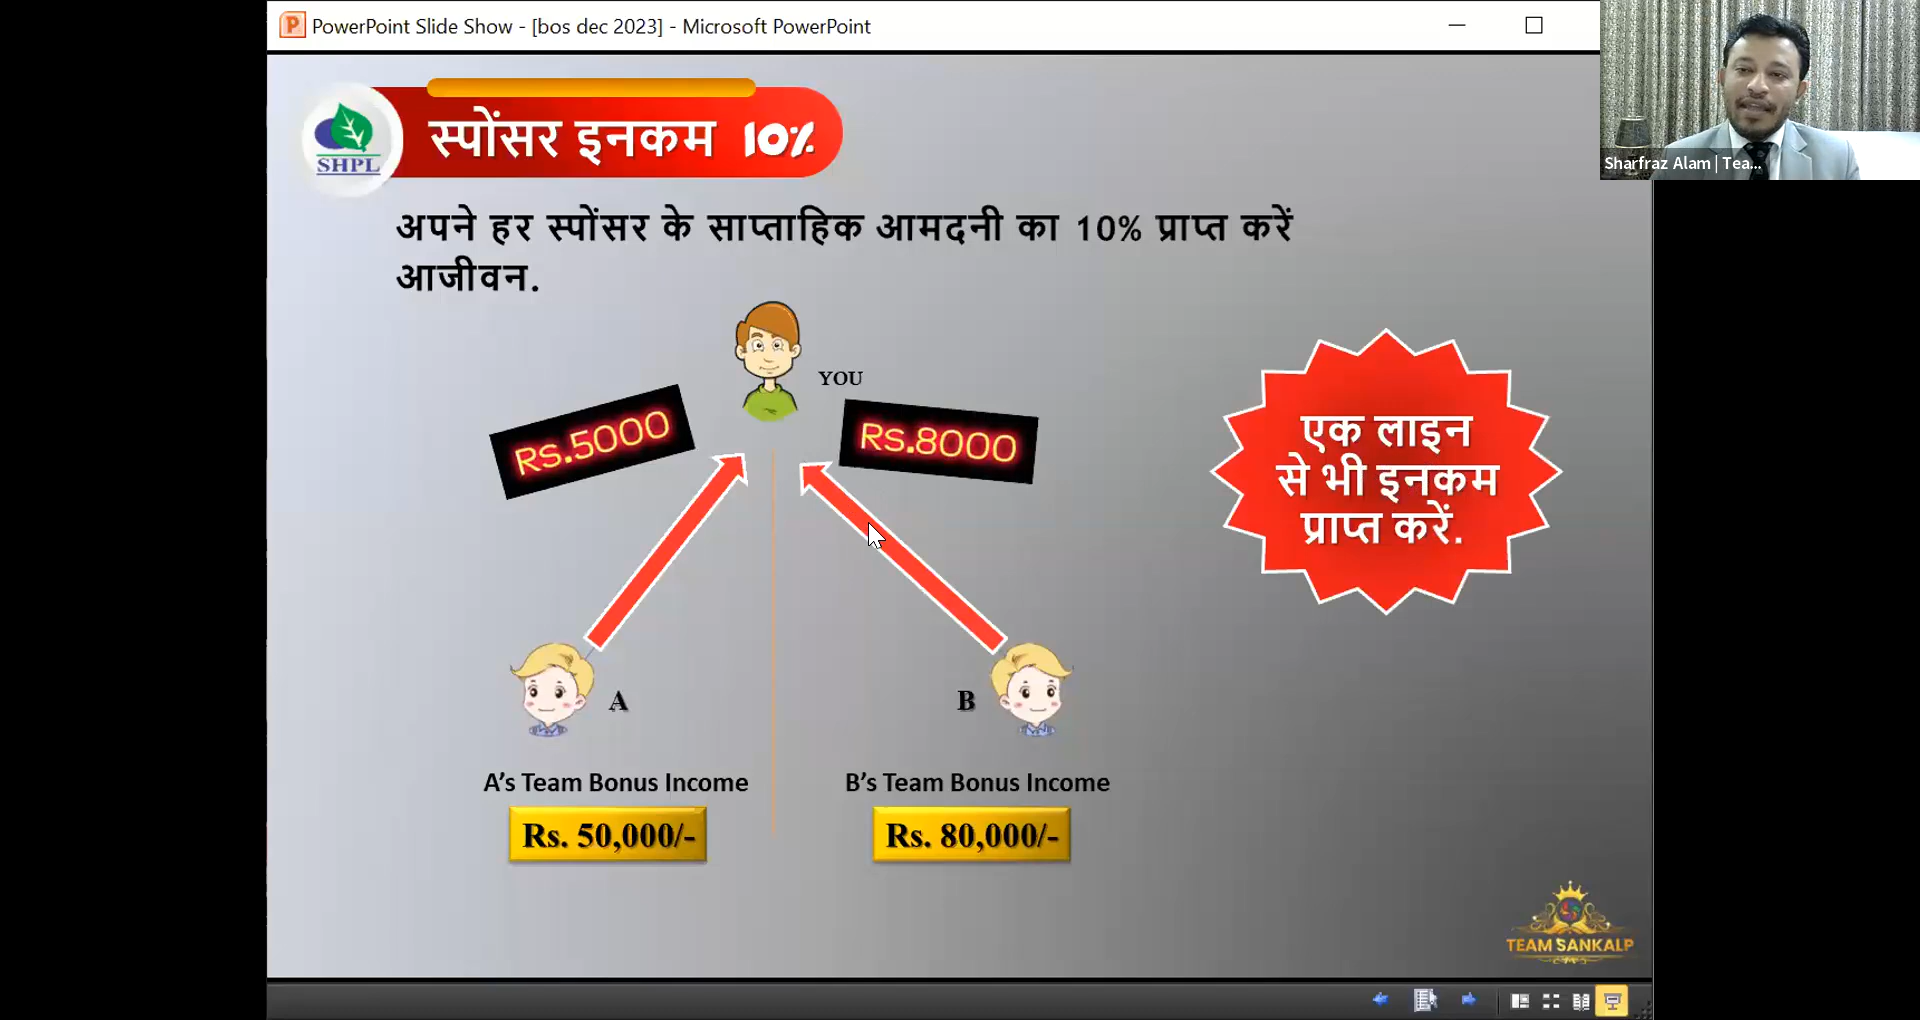 PowerPoint Slide Show - [bos dec 2023] - Microsoft PowerPoint
Sharfraz Alam | Tea...
SHPL
स्पोंसर इनकम 10%
अपने हर स्पोंसर के साप्ताहिक आमदनी का 10% प्राप्त करें
आजीवन.
YOU
Rs.5000
Rs.8000
एक लाइन
से भी इनकम
प्राप्त करें.
A
B
A's Team Bonus Income
B's Team Bonus Income
Rs. 50,000/-
Rs. 80,000/-
TEAM SANKALP